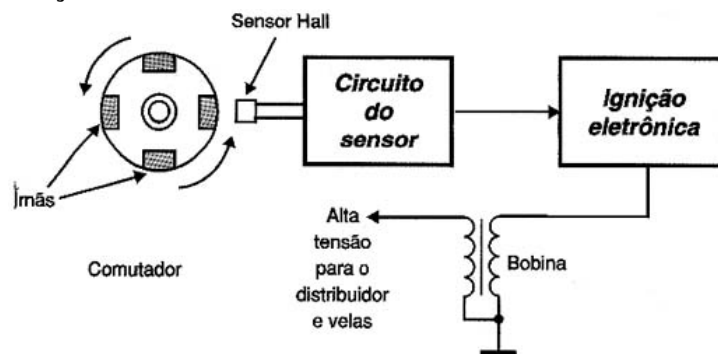 Sensor Hall
Circuito
do
sensor
Ignição
eletrônica
Ímãs
Comutador
Alta
tensão
para o
distribuidor
e velas
Bobina